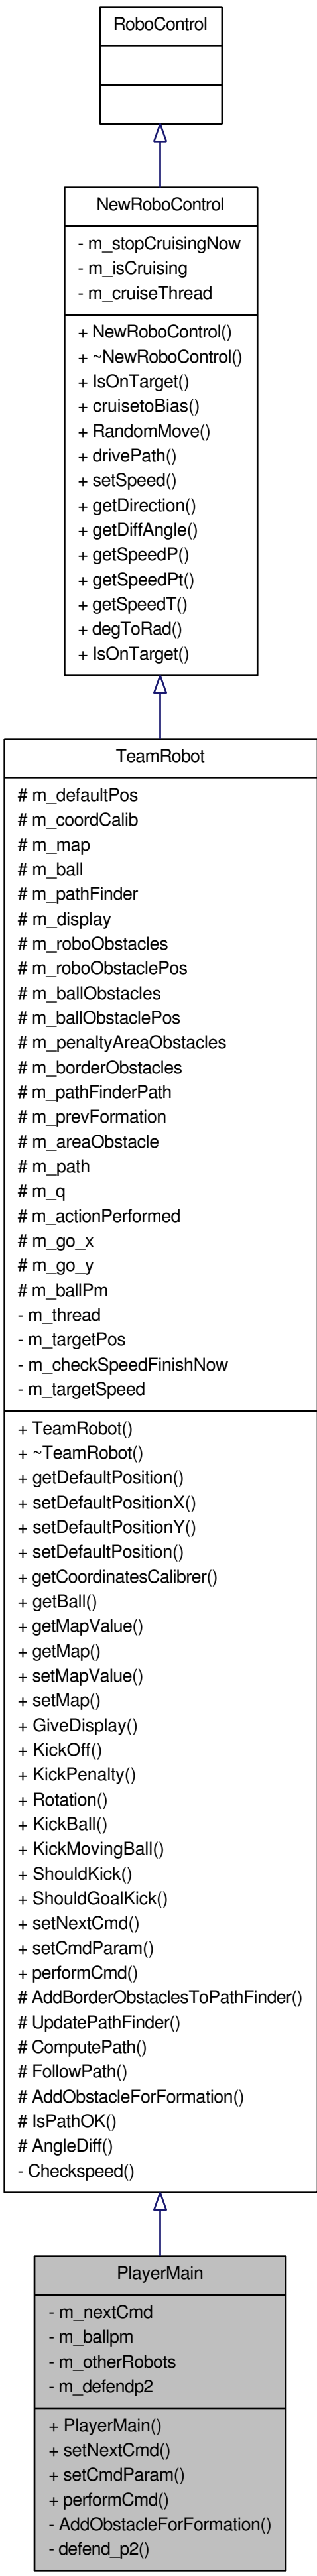 RoboControl
NewRoboControl
- m_stopCruisingNow
- m_isCruising
- m_cruiseThread
+ NewRoboControl()
+ ~NewRoboControl()
+ IsOnTarget()
+ cruisetoBias()
+ RandomMove()
+ drivePath()
+ setSpeed()
+ getDirection()
+ getDiffAngle()
+ getSpeedP()
+ getSpeedPt()
+ getSpeedT()
+ degToRad()
+ IsOnTarget()
TeamRobot
# m_defaultPos
# m_coordCalib
# m_map
# m_ball
# m_pathFinder
# m_display
# m_roboObstacles
# m_roboObstaclePos
# m_ballObstacles
# m_ballObstaclePos
# m_penaltyAreaObstacles
# m_borderObstacles
# m_pathFinderPath
# m_prevFormation
# m_areaObstacle
# m_path
# m_q
# m_actionPerformed
# m_go_x
# m_go_y
# m_ballPm
- m_thread
- m_targetPos
- m_checkSpeedFinishNow
- m_targetSpeed
+ TeamRobot()
+ ~TeamRobot()
+ getDefaultPosition()
+ setDefaultPositionX()
+ setDefaultPositionY()
+ setDefaultPosition()
+ getCoordinatesCalibrer()
+ getBall()
+ getMapValue()
+ getMap()
+ setMapValue()
+ setMap()
+ GiveDisplay()
+ KickOff()
+ KickPenalty()
+ Rotation()
+ KickBall()
+ KickMovingBall()
+ ShouldKick()
+ ShouldGoalKick()
+ setNextCmd()
+ setCmdParam()
+ performCmd()
# AddBorderObstaclesToPathFinder()
# UpdatePathFinder()
# ComputePath()
# FollowPath()
# AddObstacleForFormation()
# IsPathOK()
# AngleDiff()
- Checkspeed()
PlayerMain
- m_nextCmd
- m_ballpm
- m_otherRobots
- m_defendp2
+ PlayerMain()
+ setNextCmd()
+ setCmdParam()
+ performCmd()
- AddObstacleForFormation()
- defend_p2()